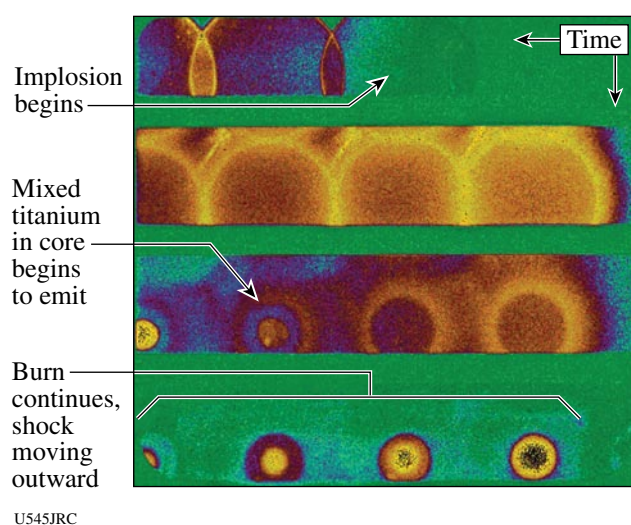 Time
Implosion
begins
Mixed
titanium
in core
begins
to emit
Burn
continues,
shock
moving
outward
U545JRC